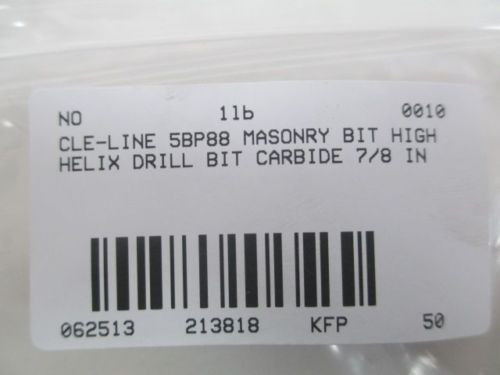 NO 1lb 0010
CLE-LINE 5BP88 MASONRY BIT HIGH
HELIX DRILL BIT CARBIDE 7/8 IN
062513 213818 KFP 50